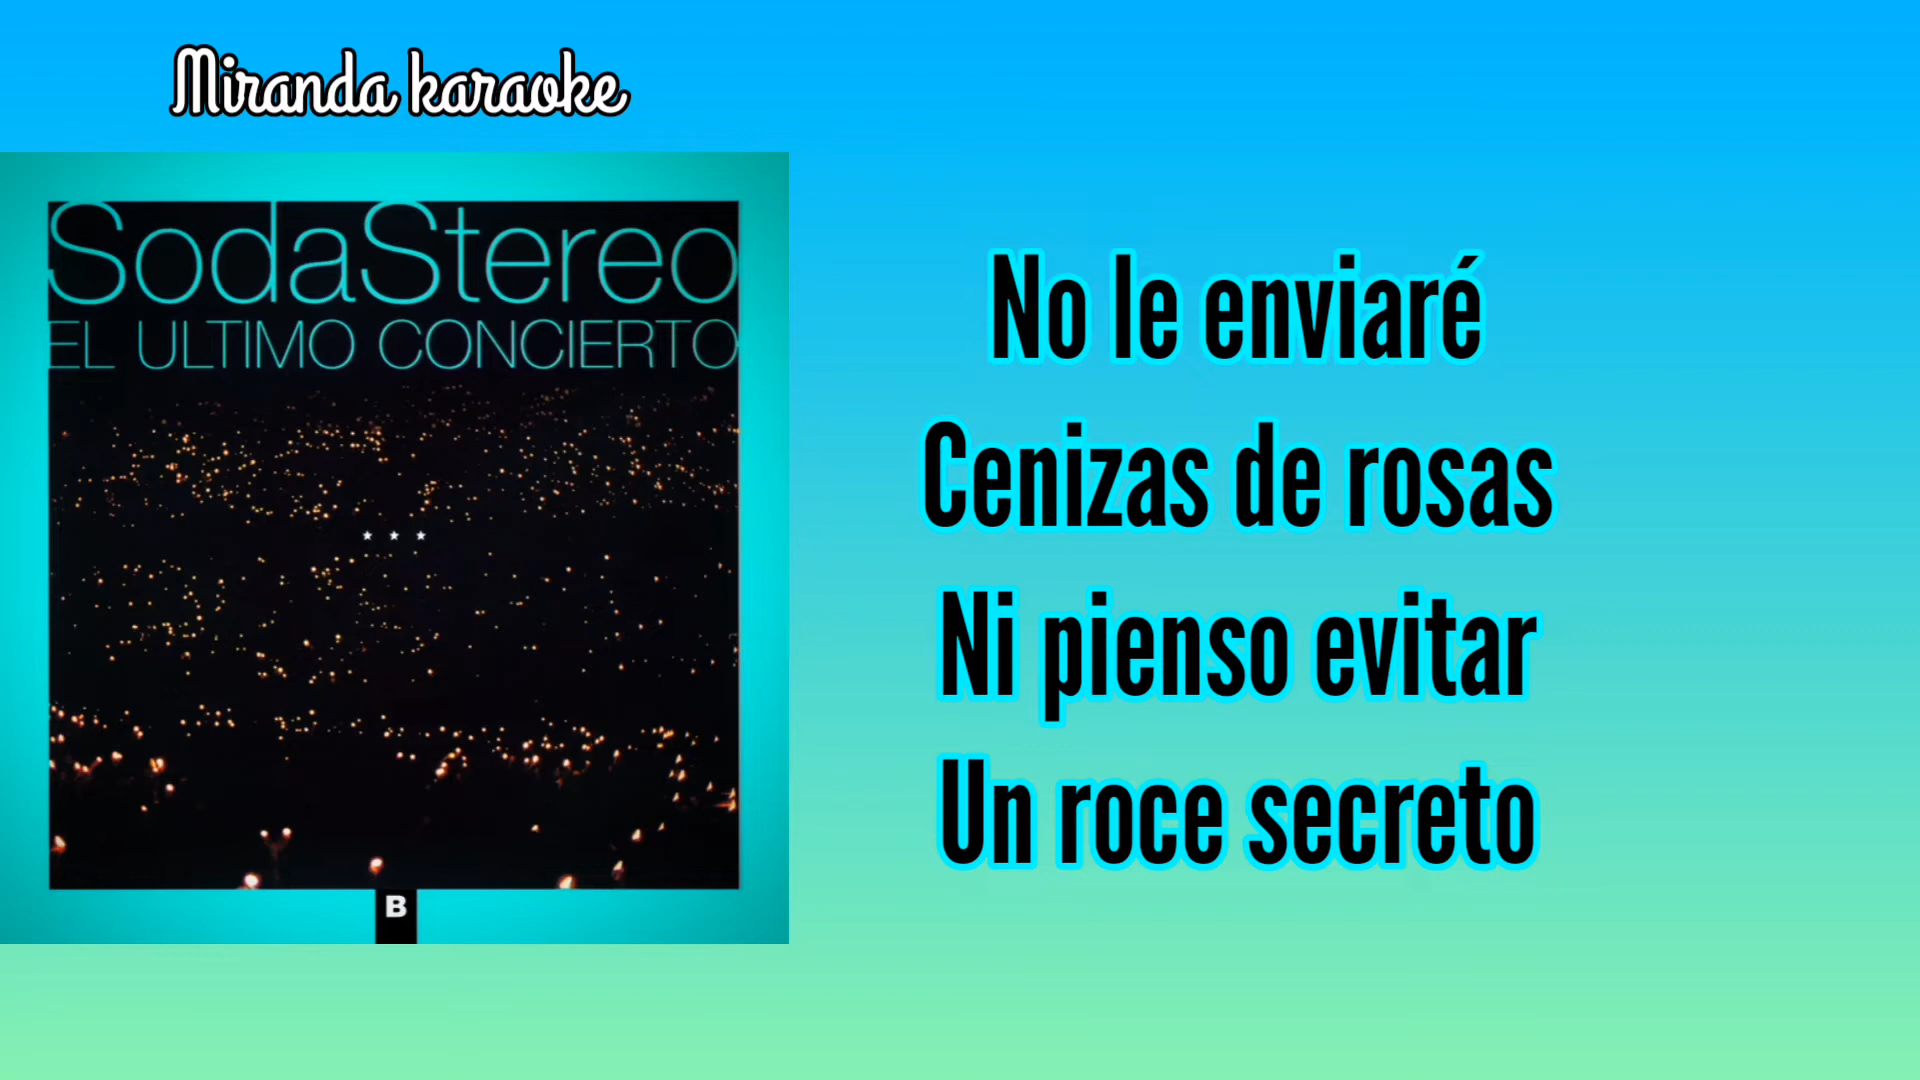 Miranda karaoke
SodaStereo
EL ULTIMO CONCIERTO
B
No le enviaré
Cenizas de rosas
Ni pienso evitar
Un roce secreto